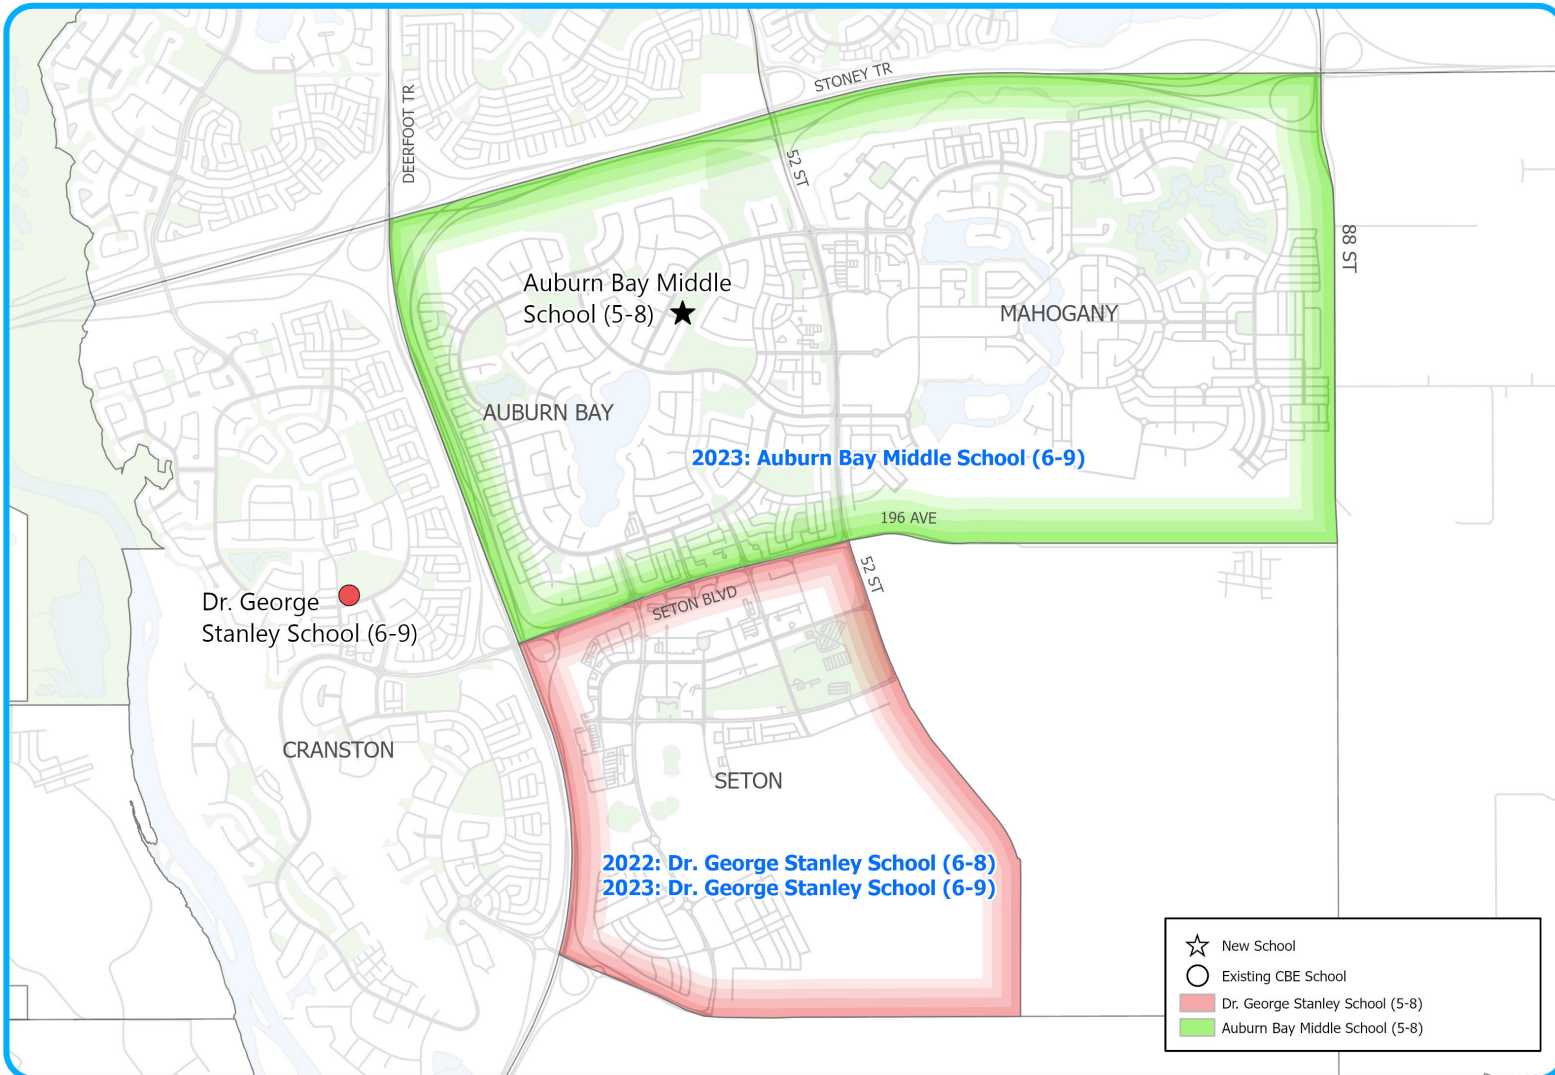 STONEY TR
DEERFOOT TR
52 ST
88 ST
Auburn Bay Middle
School (5-8)
MAHOGANY
AUBURN BAY
2023: Auburn Bay Middle School (6-9)
196 AVE
52 ST
SETON BLVD
Dr. George
Stanley School (6-9)
CRANSTON
SETON
2022: Dr. George Stanley School (6-8)
2023: Dr. George Stanley School (6-9)
New School
Existing CBE School
Dr. George Stanley School (5-8)
Auburn Bay Middle School (5-8)